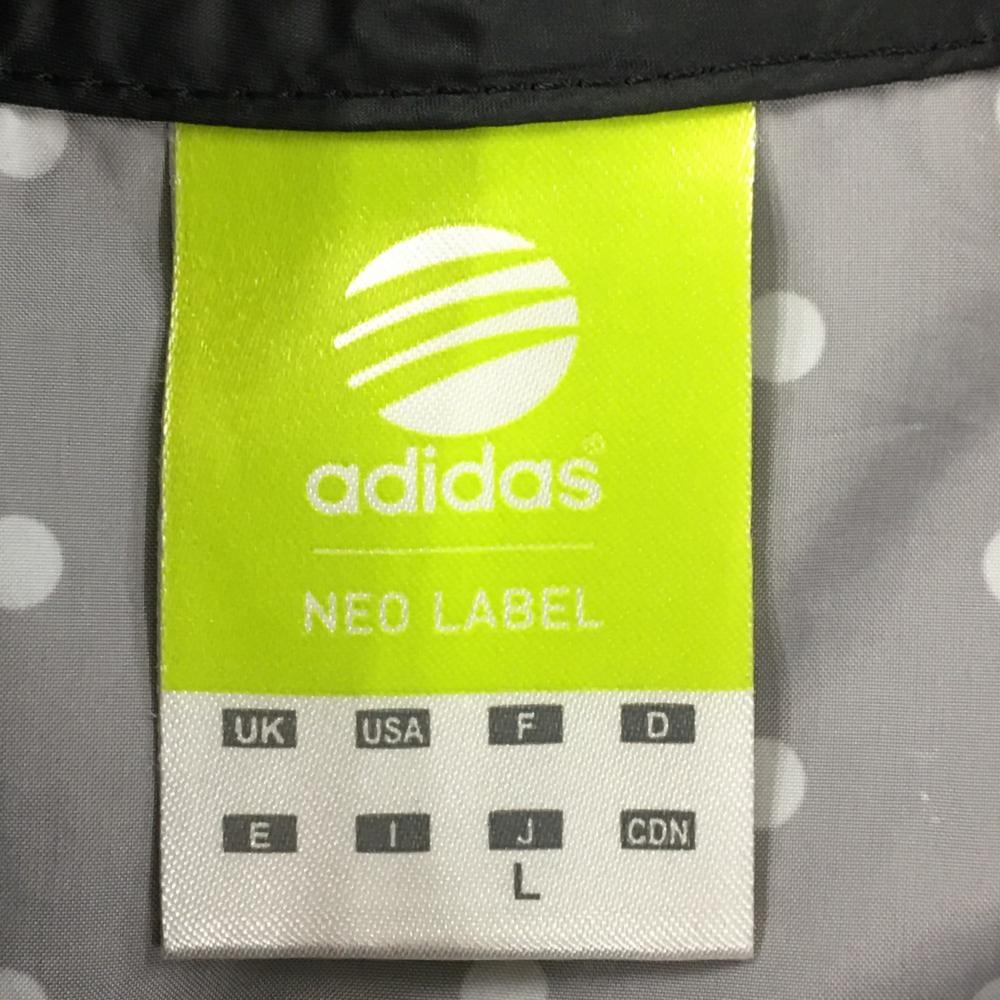 adidas®
NEO LABEL
UK USA F D
E I J CDN
L